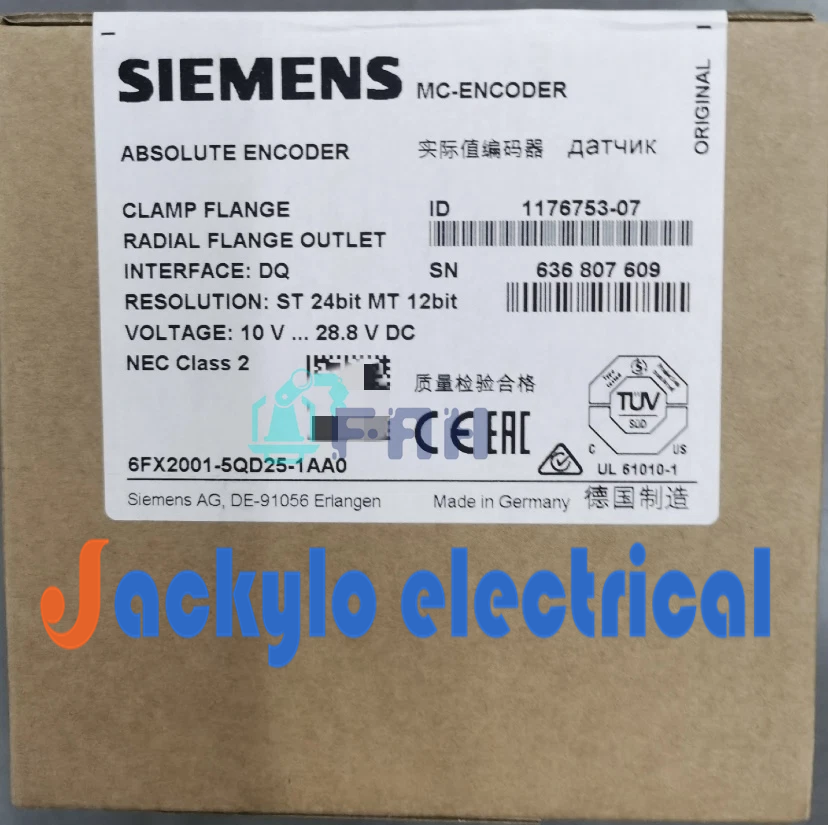 SIEMENS MC-ENCODER
ORIGINAL
ABSOLUTE ENCODER 实际值编码器 датчик
CLAMP FLANGE ID 1176753-07
RADIAL FLANGE OUTLET
INTERFACE: DQ SN 636 807 609
RESOLUTION: ST 24bit MT 12bit
VOLTAGE: 10 V ... 28.8 V DC
NEC Class 2 质量检验合格
FAN
CE EAC
TÜV
SÜD
C US
6FX2001-5QD25-1AA0 UL 61010-1
Siemens AG, DE-91056 Erlangen Made in Germany 德国制造
Jackylo electrical